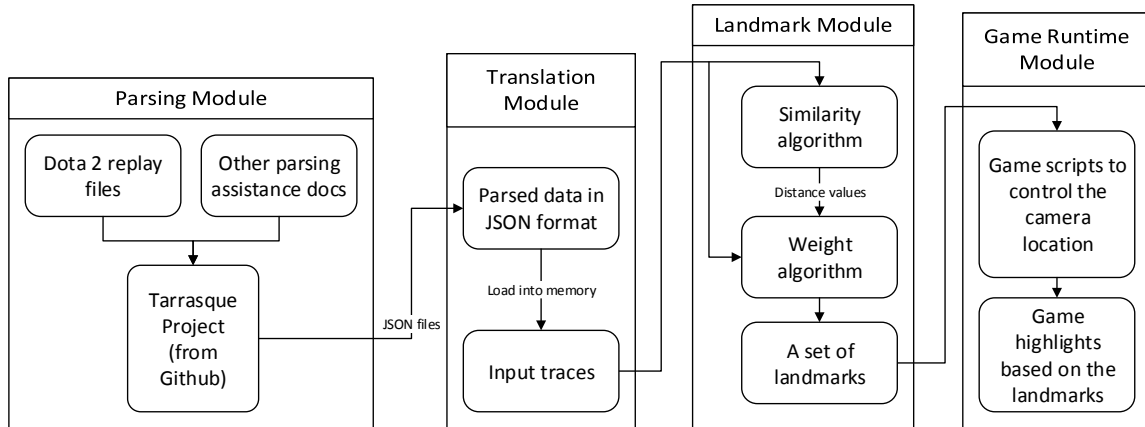 Parsing Module
Dota 2 replay
files
Other parsing
assistance docs
Tarrasque
Project
(from
Github)
JSON files
Translation
Module
Parsed data in
JSON format
Load into memory
Input traces
Landmark Module
Similarity
algorithm
Distance values
Weight
algorithm
A set of
landmarks
Game Runtime
Module
Game scripts to
control the
camera
location
Game
highlights
based on the
landmarks